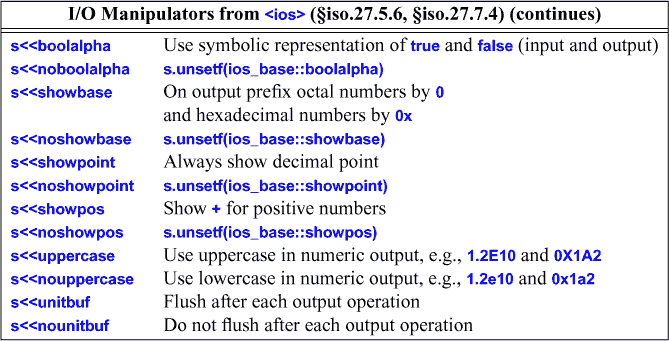 I/O Manipulators from <ios> (§iso.27.5.6, §iso.27.7.4) (continues)
s<<boolalpha Use symbolic representation of true and false (input and output)
s<<noboolalpha s.unsetf(ios_base::boolalpha)
s<<showbase On output prefix octal numbers by 0
and hexadecimal numbers by 0x
s<<noshowbase s.unsetf(ios_base::showbase)
s<<showpoint Always show decimal point
s<<noshowpoint s.unsetf(ios_base::showpoint)
s<<showpos Show + for positive numbers
s<<noshowpos s.unsetf(ios_base::showpos)
s<<uppercase Use uppercase in numeric output, e.g., 1.2E10 and 0X1A2
s<<nouppercase Use lowercase in numeric output, e.g., 1.2e10 and 0x1a2
s<<unitbuf Flush after each output operation
s<<nounitbuf Do not flush after each output operation